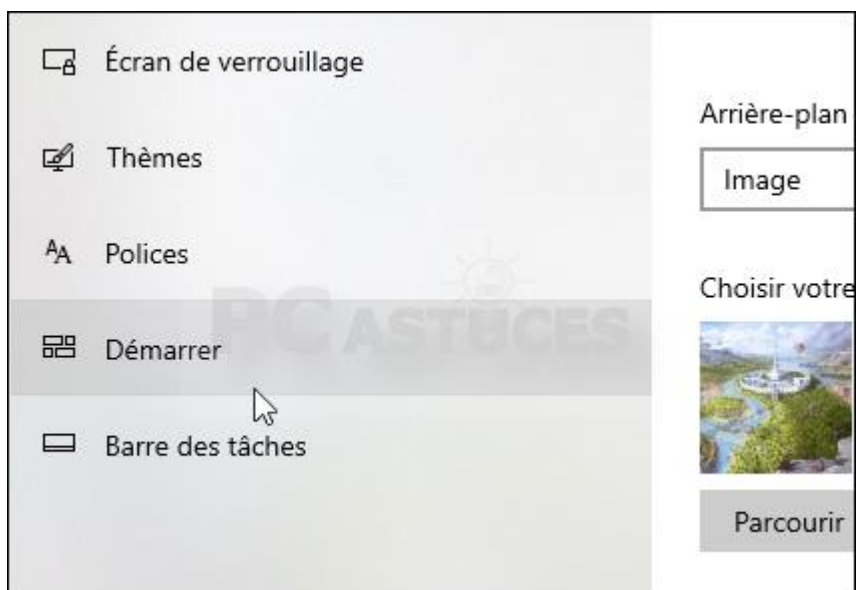 Écran de verrouillage
Thèmes
Polices
Démarrer
Barre des tâches
PC ASTUCES
Arrière-plan
Image
Choisir votre
Parcourir